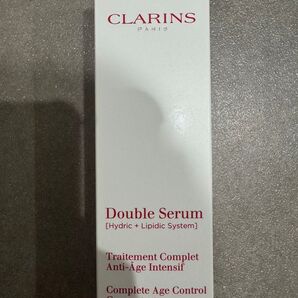 CLARINS
PARIS
Double Serum
[Hydric + Lipidic System]
Traitement Complet
Anti-Âge Intensif
Complete Age Control